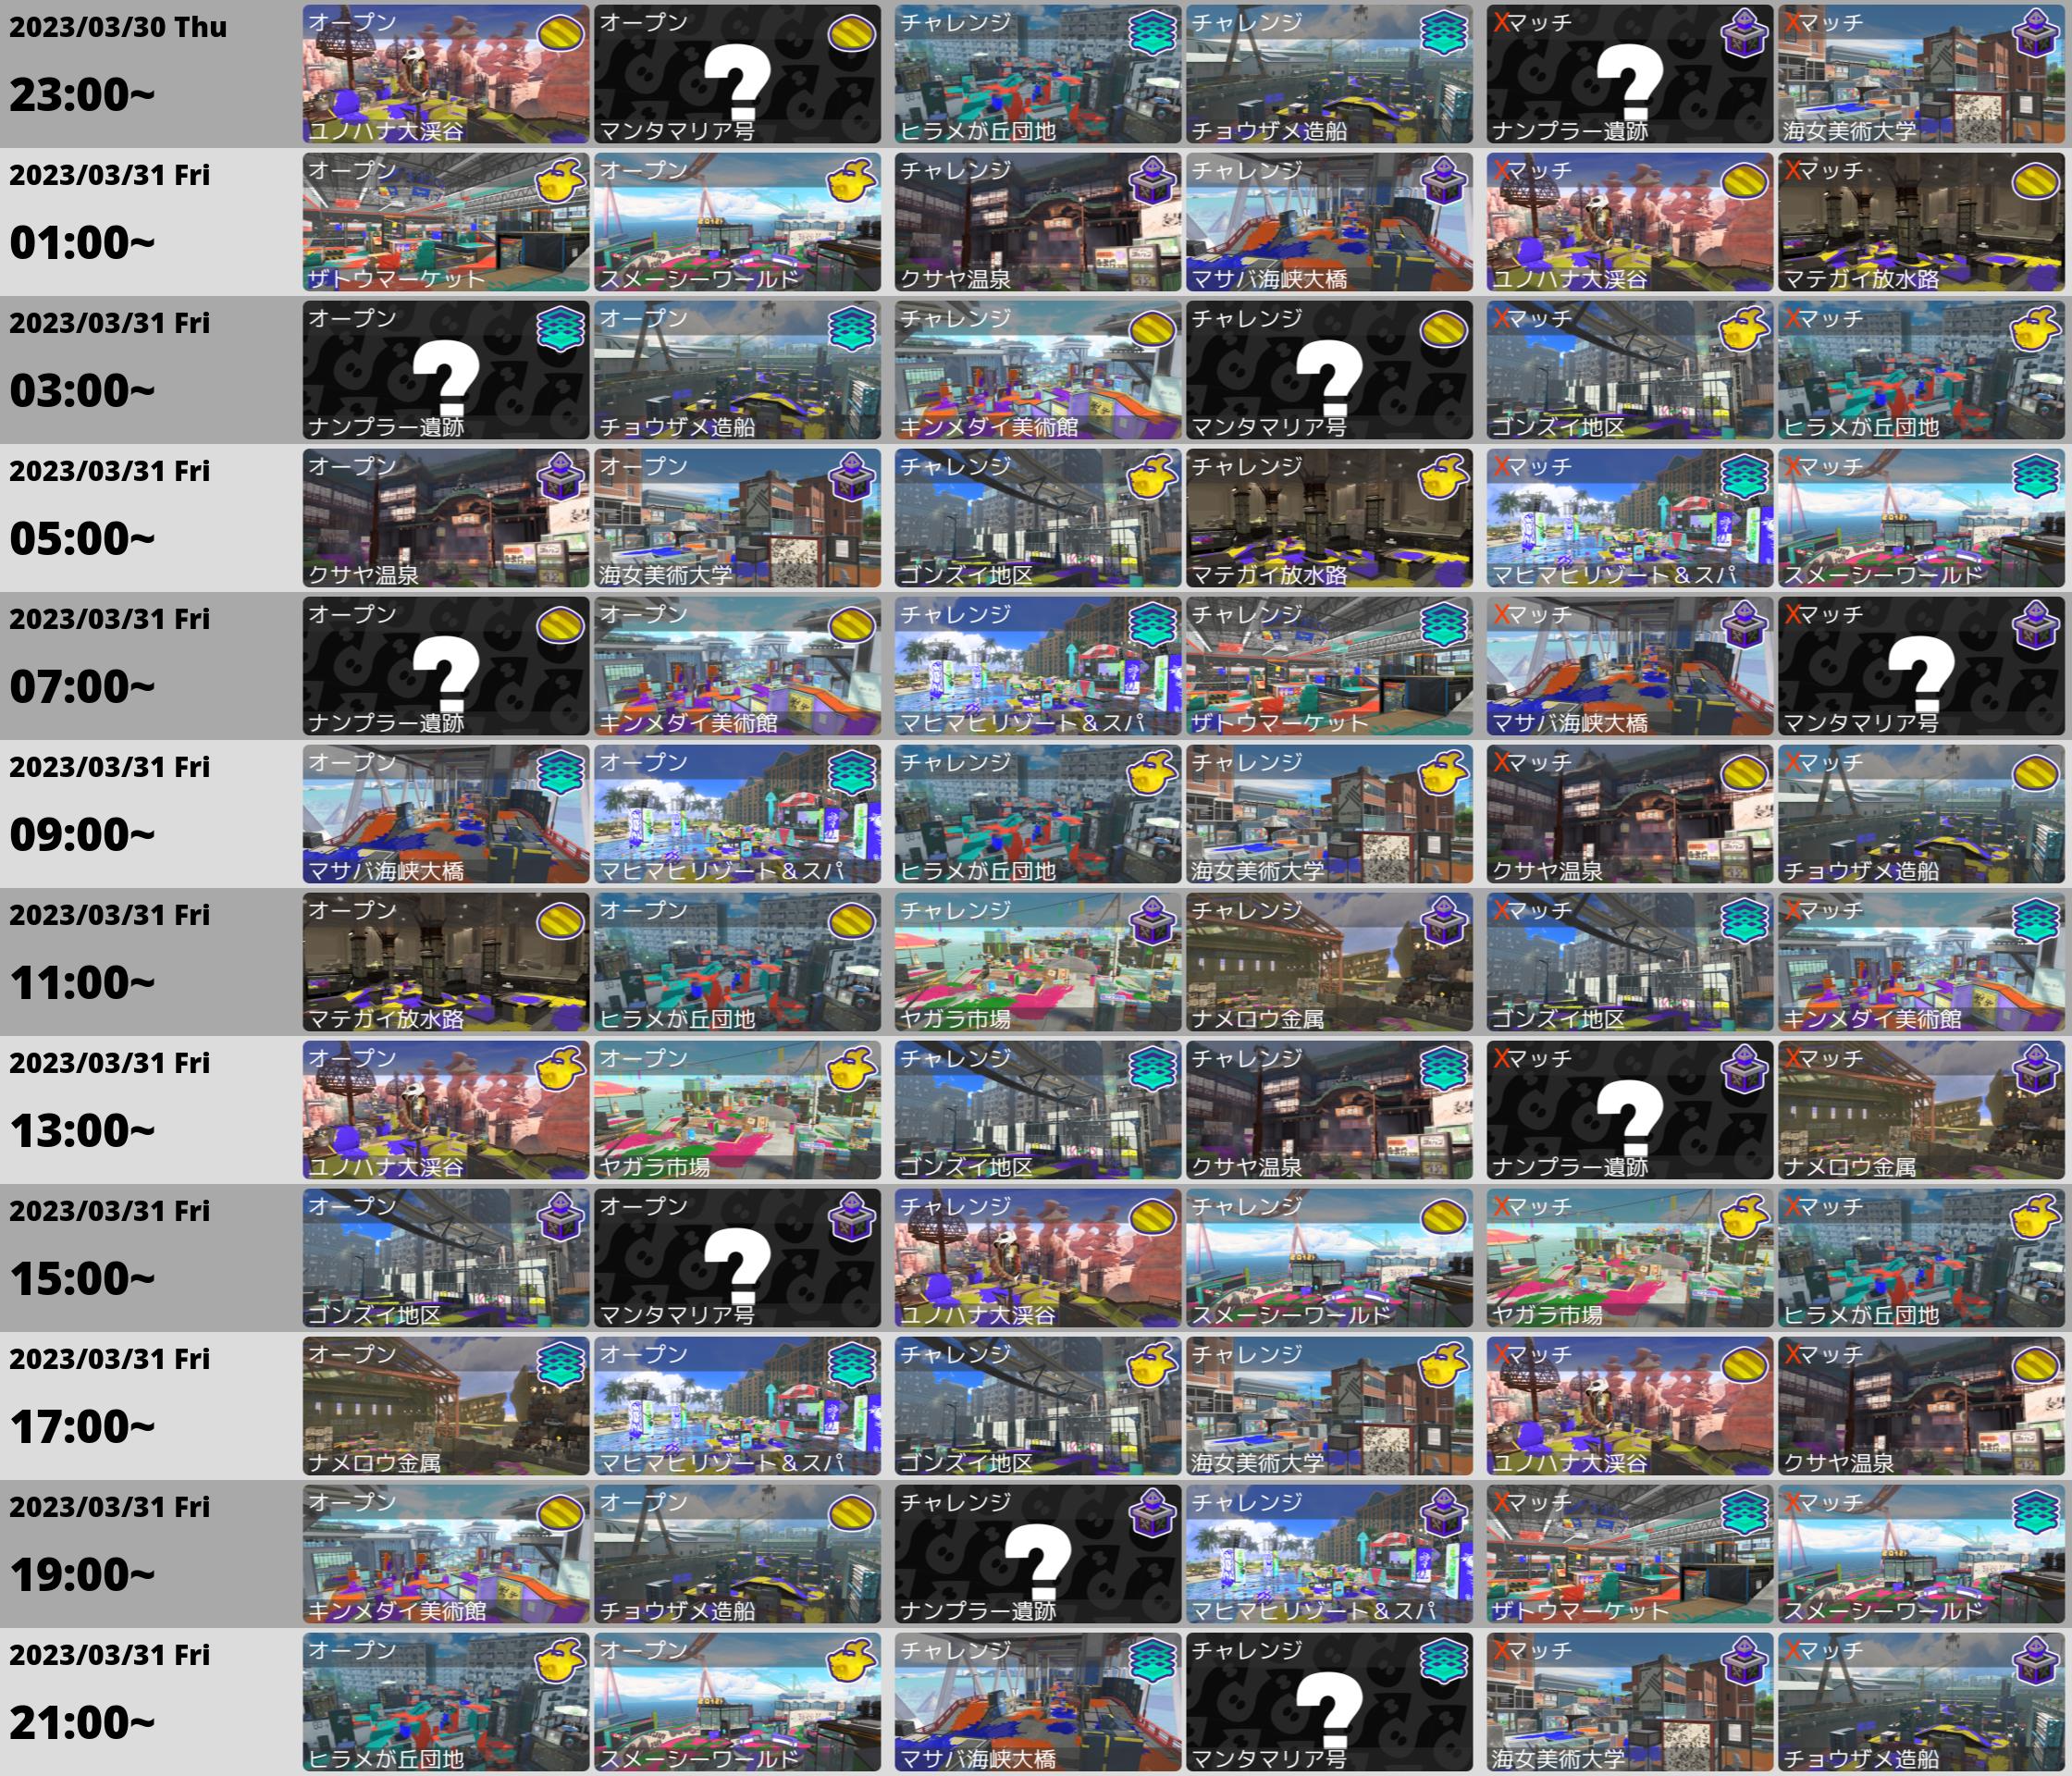 2023/03/30 Thu
23:00~
オープン オープン チャレンジ チャレンジ Xマッチ Xマッチ
ユノハナ大渓谷 マンタマリア号 ヒラメが丘団地 チョウザメ造船 ナンプラー遺跡 海女美術大学
2023/03/31 Fri
01:00~
オープン オープン チャレンジ チャレンジ Xマッチ Xマッチ
ザトウマーケット スメーシーワールド クサヤ温泉 マサバ海峡大橋 ユノハナ大渓谷 マテガイ放水路
2023/03/31 Fri
03:00~
オープン オープン チャレンジ チャレンジ Xマッチ Xマッチ
ナンプラー遺跡 チョウザメ造船 キンメダイ美術館 マンタマリア号 ゴンズイ地区 ヒラメが丘団地
2023/03/31 Fri
05:00~
オープン オープン チャレンジ チャレンジ Xマッチ Xマッチ
クサヤ温泉 海女美術大学 ゴンズイ地区 マテガイ放水路 マヒマヒリゾート&スパ スメーシーワールド
2023/03/31 Fri
07:00~
オープン オープン チャレンジ チャレンジ Xマッチ Xマッチ
ナンプラー遺跡 キンメダイ美術館 マヒマヒリゾート&スパ ザトウマーケット マサバ海峡大橋 マンタマリア号
2023/03/31 Fri
09:00~
オープン オープン チャレンジ チャレンジ Xマッチ Xマッチ
マサバ海峡大橋 マヒマヒリゾート&スパ ヒラメが丘団地 海女美術大学 クサヤ温泉 チョウザメ造船
2023/03/31 Fri
11:00~
オープン オープン チャレンジ チャレンジ Xマッチ Xマッチ
マテガイ放水路 ヒラメが丘団地 ヤガラ市場 ナメロウ金属 ゴンズイ地区 キンメダイ美術館
2023/03/31 Fri
13:00~
オープン オープン チャレンジ チャレンジ Xマッチ Xマッチ
ユノハナ大渓谷 ヤガラ市場 ゴンズイ地区 クサヤ温泉 ナンプラー遺跡 ナメロウ金属
2023/03/31 Fri
15:00~
オープン オープン チャレンジ チャレンジ Xマッチ Xマッチ
ゴンズイ地区 マンタマリア号 ユノハナ大渓谷 スメーシーワールド ヤガラ市場 ヒラメが丘団地
2023/03/31 Fri
17:00~
オープン オープン チャレンジ チャレンジ Xマッチ Xマッチ
ナメロウ金属 マヒマヒリゾート&スパ ゴンズイ地区 海女美術大学 ユノハナ大渓谷 クサヤ温泉
2023/03/31 Fri
19:00~
オープン オープン チャレンジ チャレンジ Xマッチ Xマッチ
キンメダイ美術館 チョウザメ造船 ナンプラー遺跡 マヒマヒリゾート&スパ ザトウマーケット スメーシーワールド
2023/03/31 Fri
21:00~
オープン オープン チャレンジ チャレンジ Xマッチ Xマッチ
ヒラメが丘団地 スメーシーワールド マサバ海峡大橋 マンタマリア号 海女美術大学 チョウザメ造船